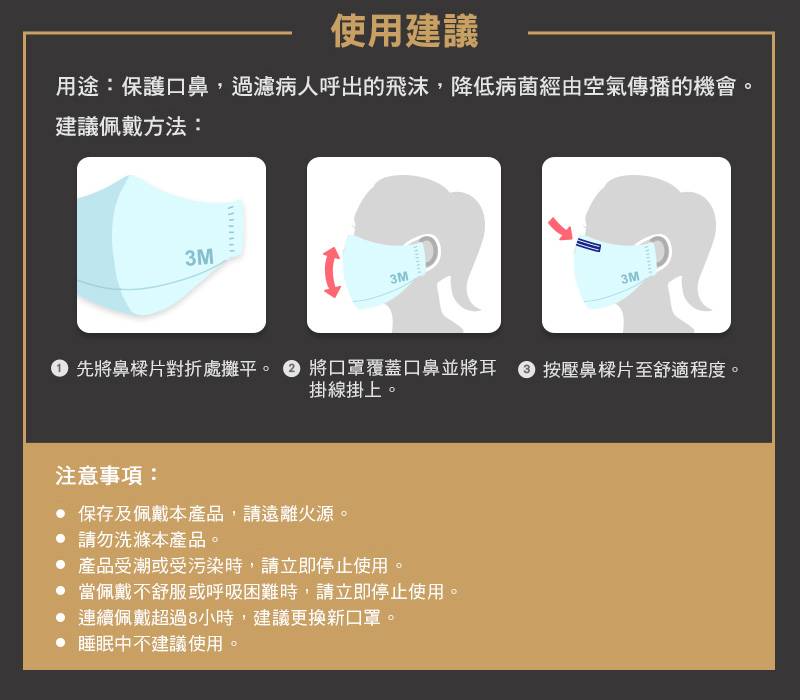 使用建議
用途：保護口鼻，過濾病人呼出的飛沫，降低病菌經由空氣傳播的機會。
建議佩戴方法：
3M
3M
3M
1 先將鼻樑片對折處攤平。
2 將口罩覆蓋口鼻並將耳
掛線掛上。
3 按壓鼻樑片至舒適程度。
注意事項：
● 保存及佩戴本產品，請遠離火源。
● 請勿洗滌本產品。
● 產品受潮或受污染時，請立即停止使用。
● 當佩戴不舒服或呼吸困難時，請立即停止使用。
● 連續佩戴超過8小時，建議更換新口罩。
● 睡眠中不建議使用。